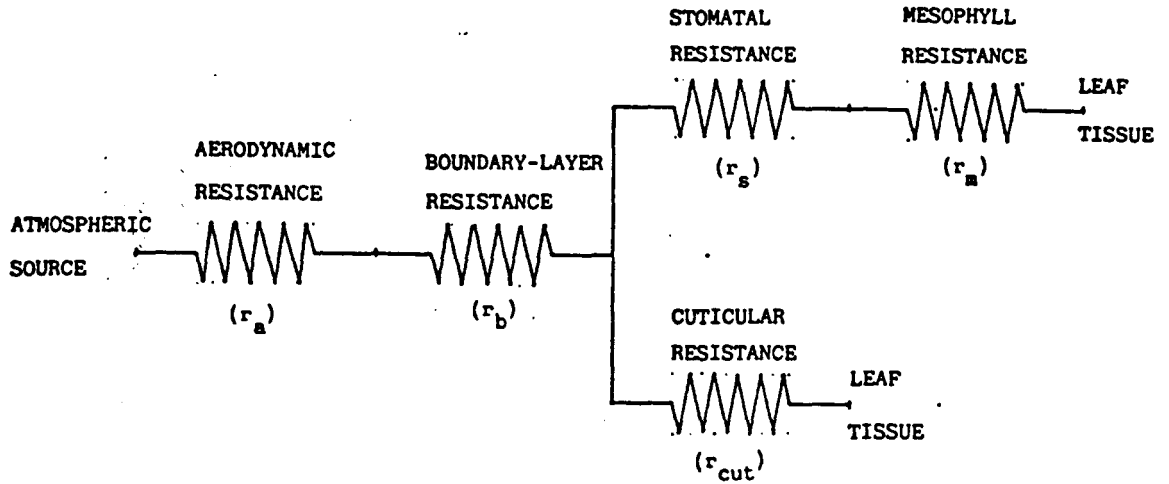 STOMATAL
RESISTANCE
(r_s)
MESOPHYLL
RESISTANCE
(r_m)
LEAF
TISSUE
AERODYNAMIC
RESISTANCE
(r_a)
BOUNDARY-LAYER
RESISTANCE
(r_b)
ATMOSPHERIC
SOURCE
CUTICULAR
RESISTANCE
(r_cut)
LEAF
TISSUE